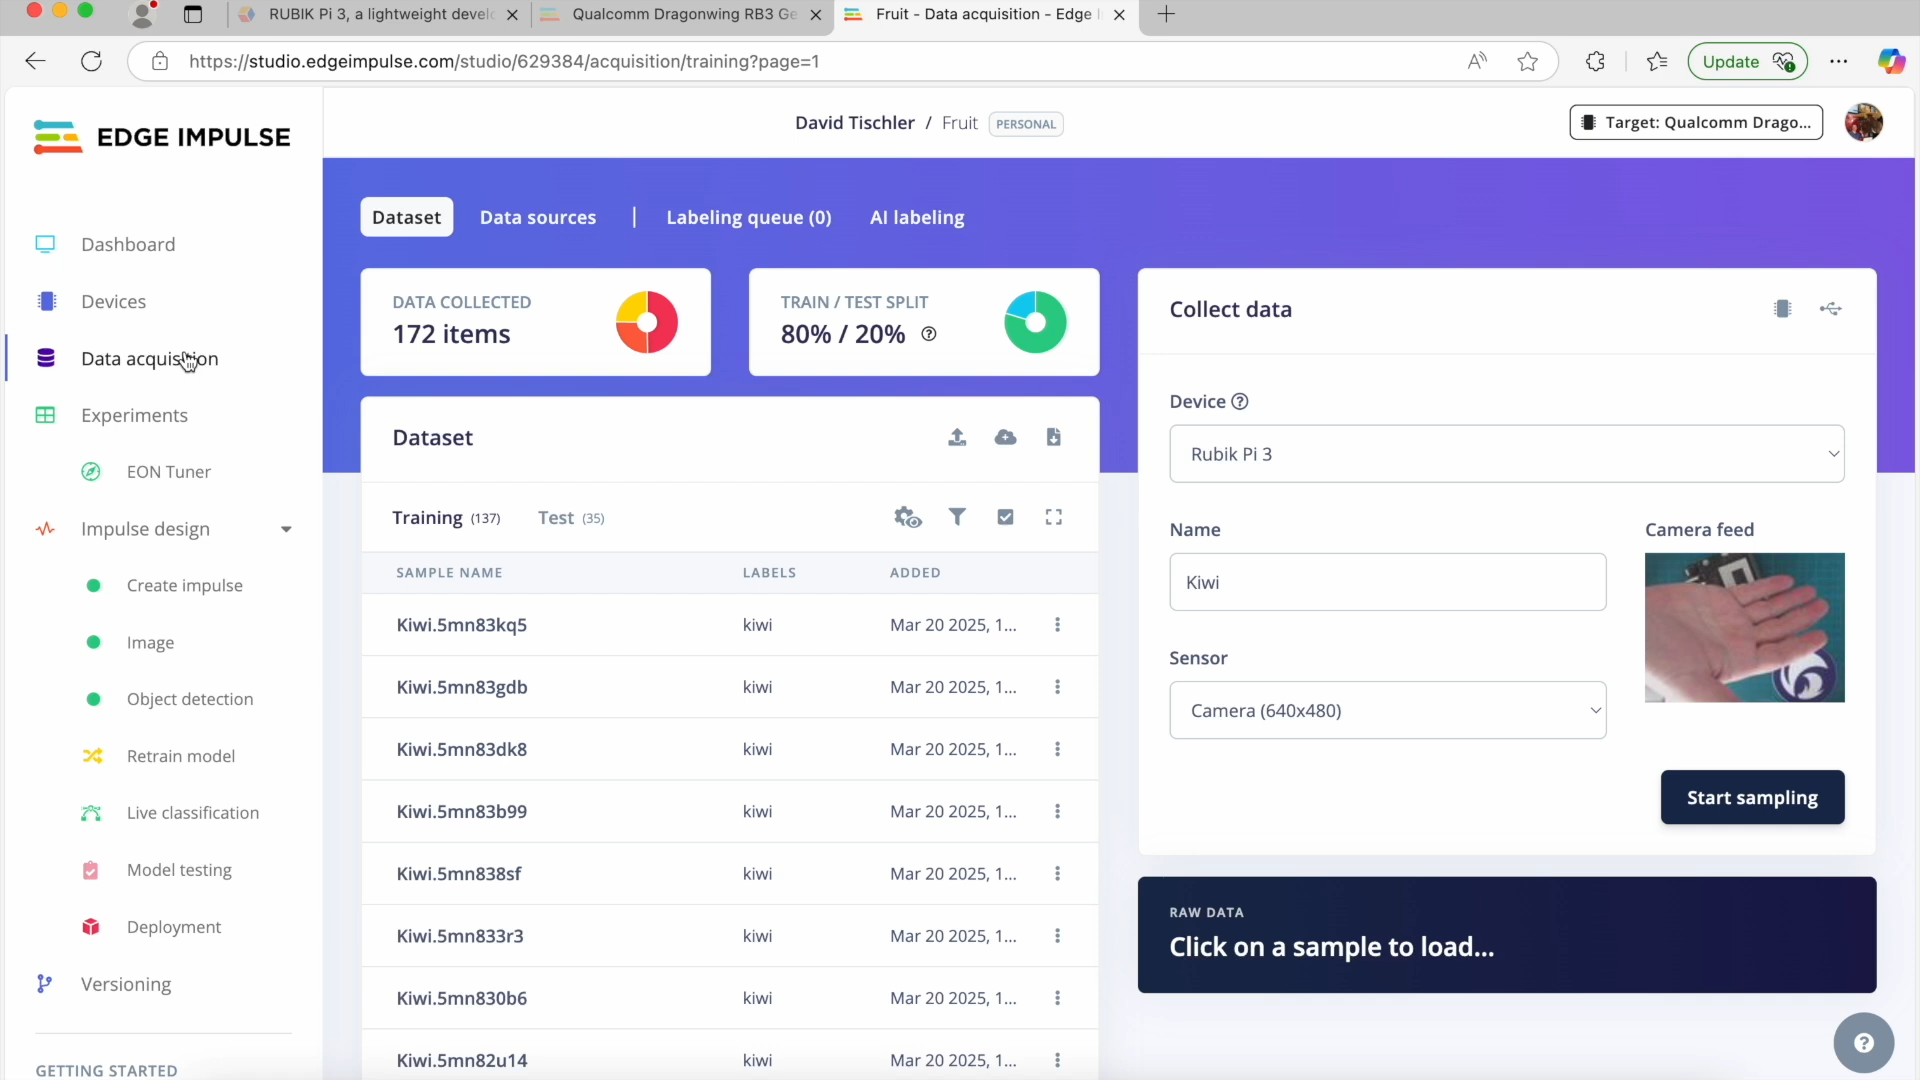 RUBIK Pi 3, a lightweight develo
Qualcomm Dragonwing RB3 Ge
Fruit - Data acquisition - Edge I
https://studio.edgeimpulse.com/studio/629384/acquisition/training?page=1
Update
EDGE IMPULSE
David Tischler / Fruit PERSONAL
Target: Qualcomm Drago...
Dashboard
Devices
Data acquisition
Experiments
EON Tuner
Impulse design
Create impulse
Image
Object detection
Retrain model
Live classification
Model testing
Deployment
Versioning
GETTING STARTED
Dataset Data sources | Labeling queue (0) AI labeling
DATA COLLECTED
172 items
TRAIN / TEST SPLIT
80% / 20%
Dataset
Training (137) Test (35)
SAMPLE NAME LABELS ADDED
Kiwi.5mn83kq5 kiwi Mar 20 2025, 1...
Kiwi.5mn83gdb kiwi Mar 20 2025, 1...
Kiwi.5mn83dk8 kiwi Mar 20 2025, 1...
Kiwi.5mn83b99 kiwi Mar 20 2025, 1...
Kiwi.5mn838sf kiwi Mar 20 2025, 1...
Kiwi.5mn833r3 kiwi Mar 20 2025, 1...
Kiwi.5mn830b6 kiwi Mar 20 2025, 1...
Kiwi.5mn82u14 kiwi Mar 20 2025, 1...
Collect data
Device
Rubik Pi 3
Name
Kiwi
Camera feed
Sensor
Camera (640x480)
Start sampling
RAW DATA
Click on a sample to load...